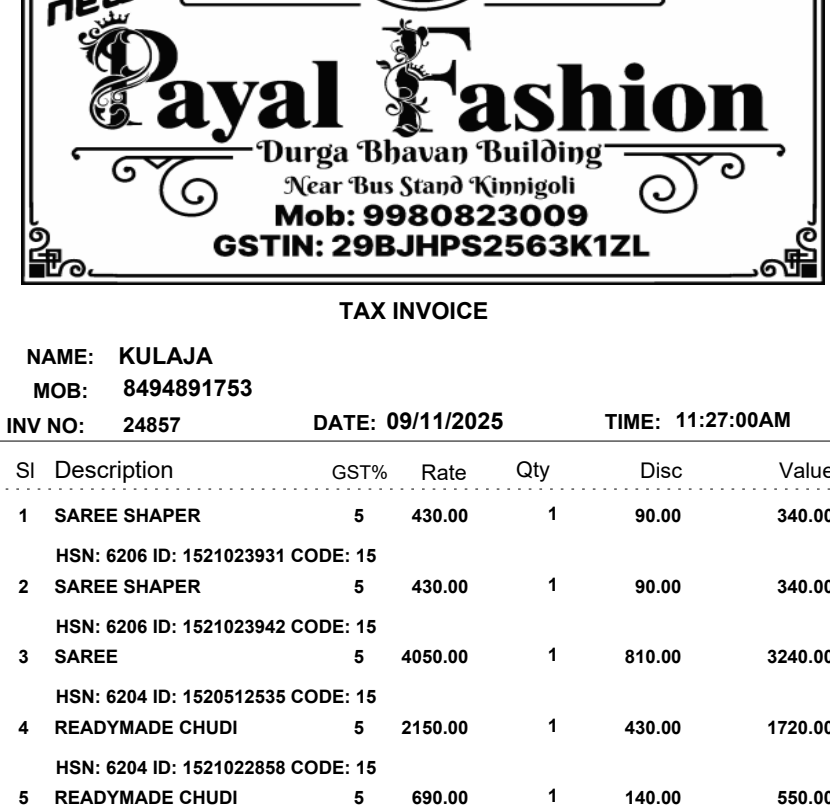 new
Payal Fashion
Durga Bhavan Building
Near Bus Stand Kinnigoli
Mob: 9980823009
GSTIN: 29BJHPS2563K1ZL
TAX INVOICE
NAME: KULAJA
MOB: 8494891753
INV NO: 24857 DATE: 09/11/2025 TIME: 11:27:00AM
Sl Description GST% Rate Qty Disc Value
1 SAREE SHAPER 5 430.00 1 90.00 340.00
HSN: 6206 ID: 1521023931 CODE: 15
2 SAREE SHAPER 5 430.00 1 90.00 340.00
HSN: 6206 ID: 1521023942 CODE: 15
3 SAREE 5 4050.00 1 810.00 3240.00
HSN: 6204 ID: 1520512535 CODE: 15
4 READYMADE CHUDI 5 2150.00 1 430.00 1720.00
HSN: 6204 ID: 1521022858 CODE: 15
5 READYMADE CHUDI 5 690.00 1 140.00 550.00